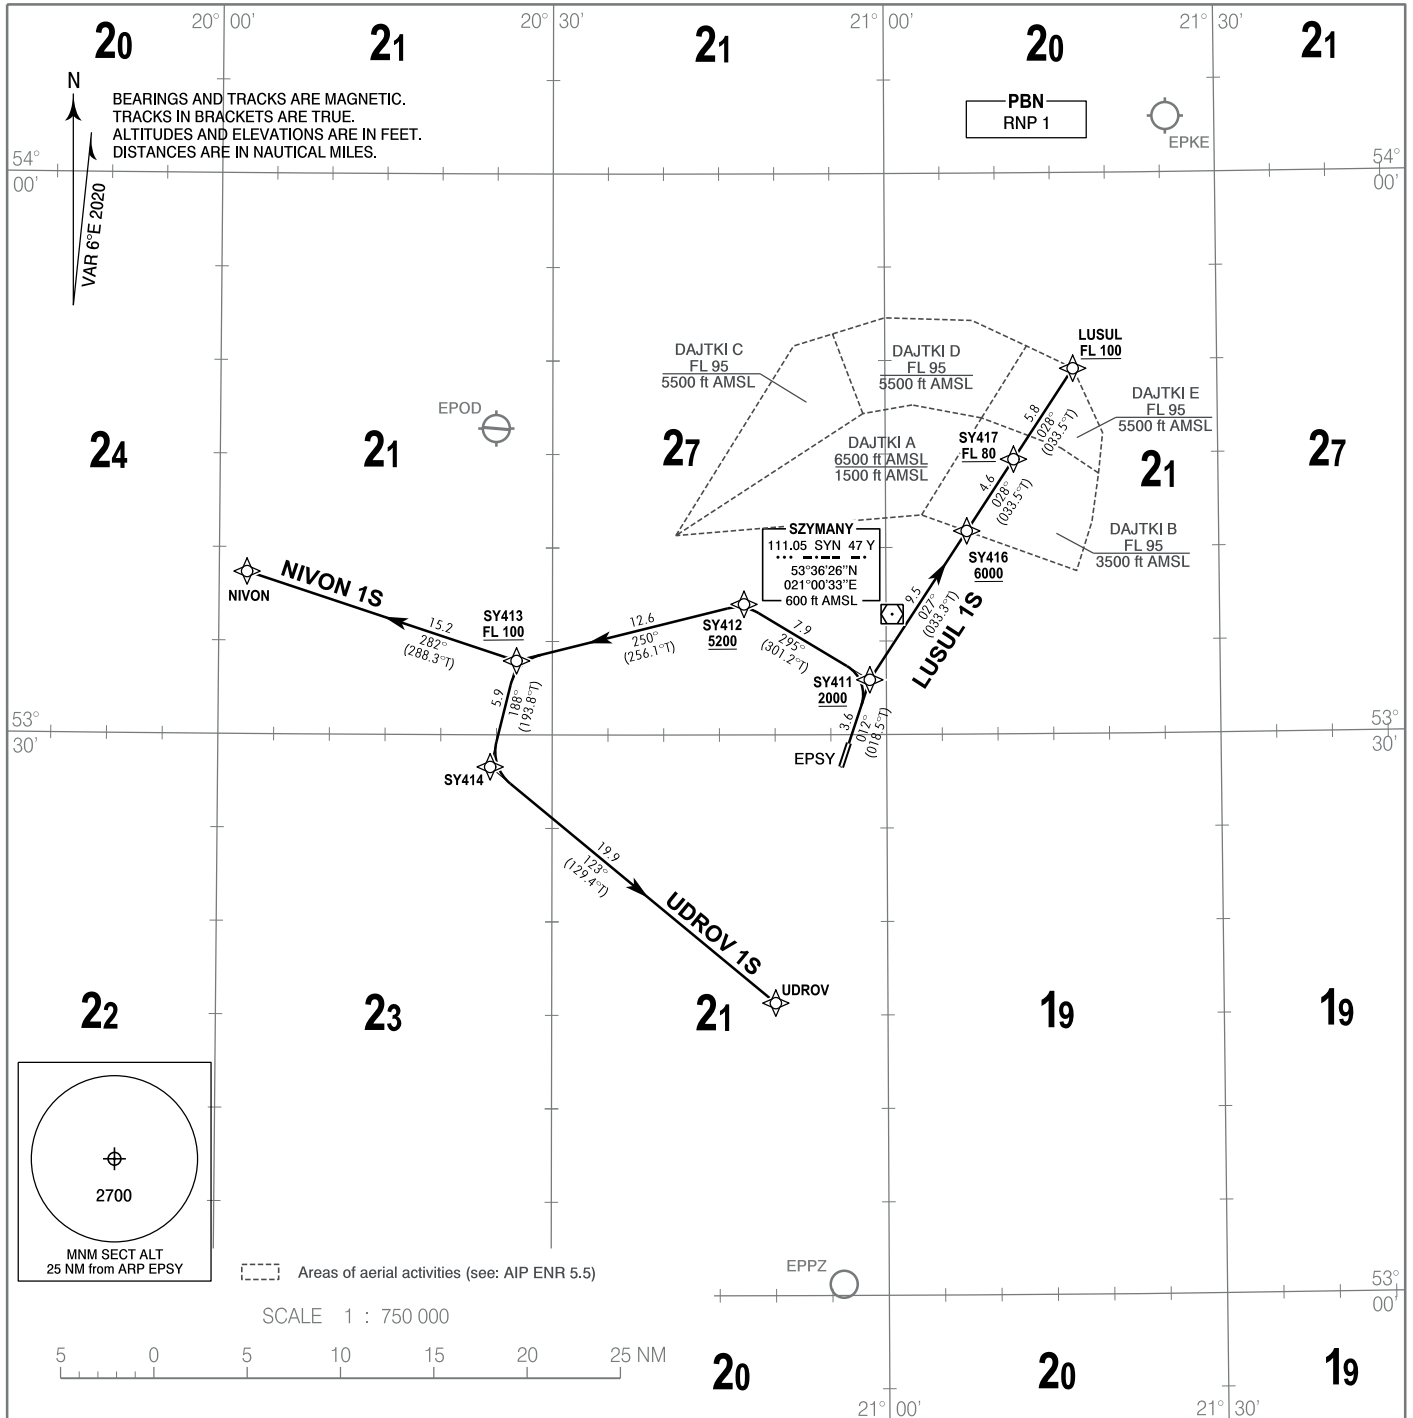 20° 00'
20° 30'
21° 00'
21° 30'
20
21
21
20
21
N
BEARINGS AND TRACKS ARE MAGNETIC.
TRACKS IN BRACKETS ARE TRUE.
ALTITUDES AND ELEVATIONS ARE IN FEET.
DISTANCES ARE IN NAUTICAL MILES.
VAR 6°E 2020
PBN
RNP 1
EPKE
54°
00'
54°
00'
LUSUL
FL 100
DAJTKI C
FL 95
5500 ft AMSL
DAJTKI D
FL 95
5500 ft AMSL
DAJTKI E
FL 95
5500 ft AMSL
EPOD
5.8
028°
(033.5°T)
24
21
27
DAJTKI A
6500 ft AMSL
1500 ft AMSL
SY417
FL 80
21
27
4.6
028°
(033.5°T)
DAJTKI B
FL 95
3500 ft AMSL
SZYMANY
111.05 SYN 47 Y
53°36'26"N
021°00'33"E
600 ft AMSL
SY416
6000
NIVON
NIVON 1S
15.2
282°
(288.3°T)
SY413
FL 100
12.6
250°
(256.1°T)
SY412
5200
7.9
295°
(301.2°T)
9.5
027°
(033.3°T)
LUSUL 1S
SY411
2000
5.9
188°
(193.8°T)
3.6
012°
(018.5°T)
53°
30'
53°
30'
EPSY
SY414
19.9
123°
(129.4°T)
UDROV 1S
UDROV
22
23
21
19
19
2700
MNM SECT ALT
25 NM from ARP EPSY
Areas of aerial activities (see: AIP ENR 5.5)
EPPZ
53°
00'
SCALE 1 : 750 000
5 0 5 10 15 20 25 NM
20
20
19
21° 00'
21° 30'